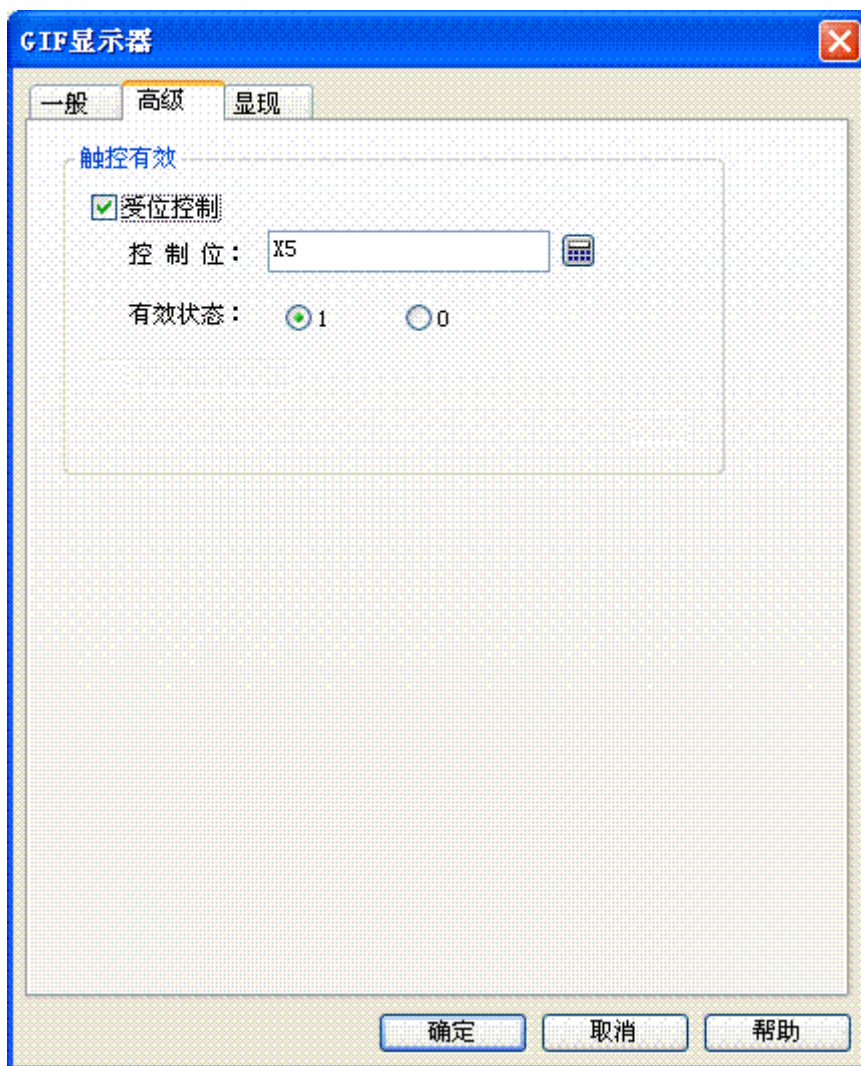 GIF显示器
一般 高级 显现
触控有效
受位控制
控 制 位： X5
有效状态： 1 0
确定 取消 帮助